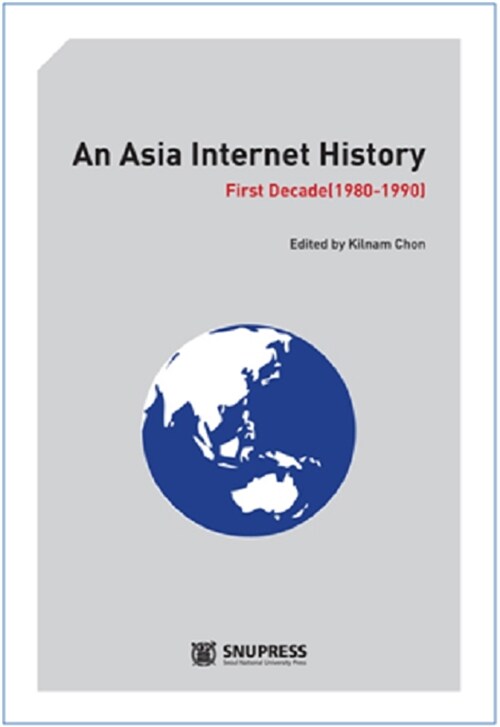 An Asia Internet History
First Decade(1980-1990)
Edited by Kilnam Chon
SNUPRESS
Seoul National University Press